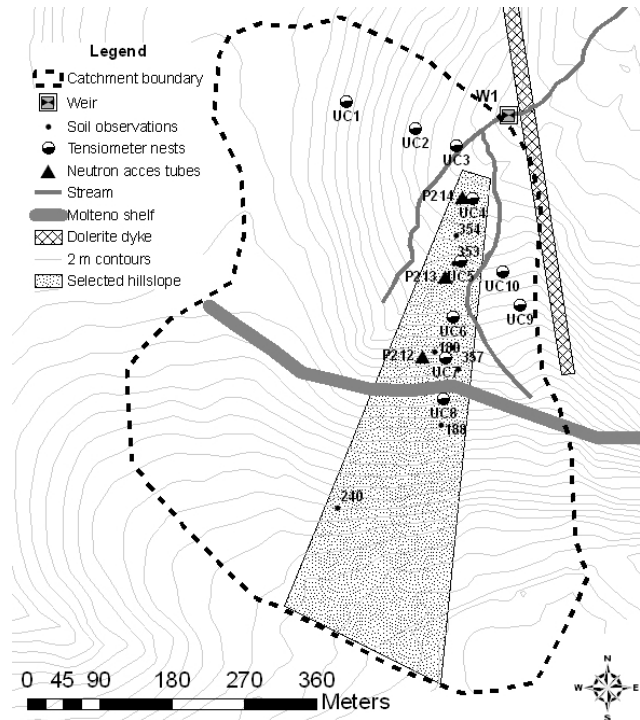 Legend
Catchment boundary
Weir
Soil observations
Tensiometer nests
Neutron acces tubes
Stream
Molteno shelf
Dolerite dyke
2 m contours
Selected hillslope
W1
UC1
UC2
UC3
P214
UC4
354
353
P213
UC5
UC10
UC9
UC6
180
P212
357
UC7
UC8
188
240
0 45 90 180 270 360
Meters
N
W E
S